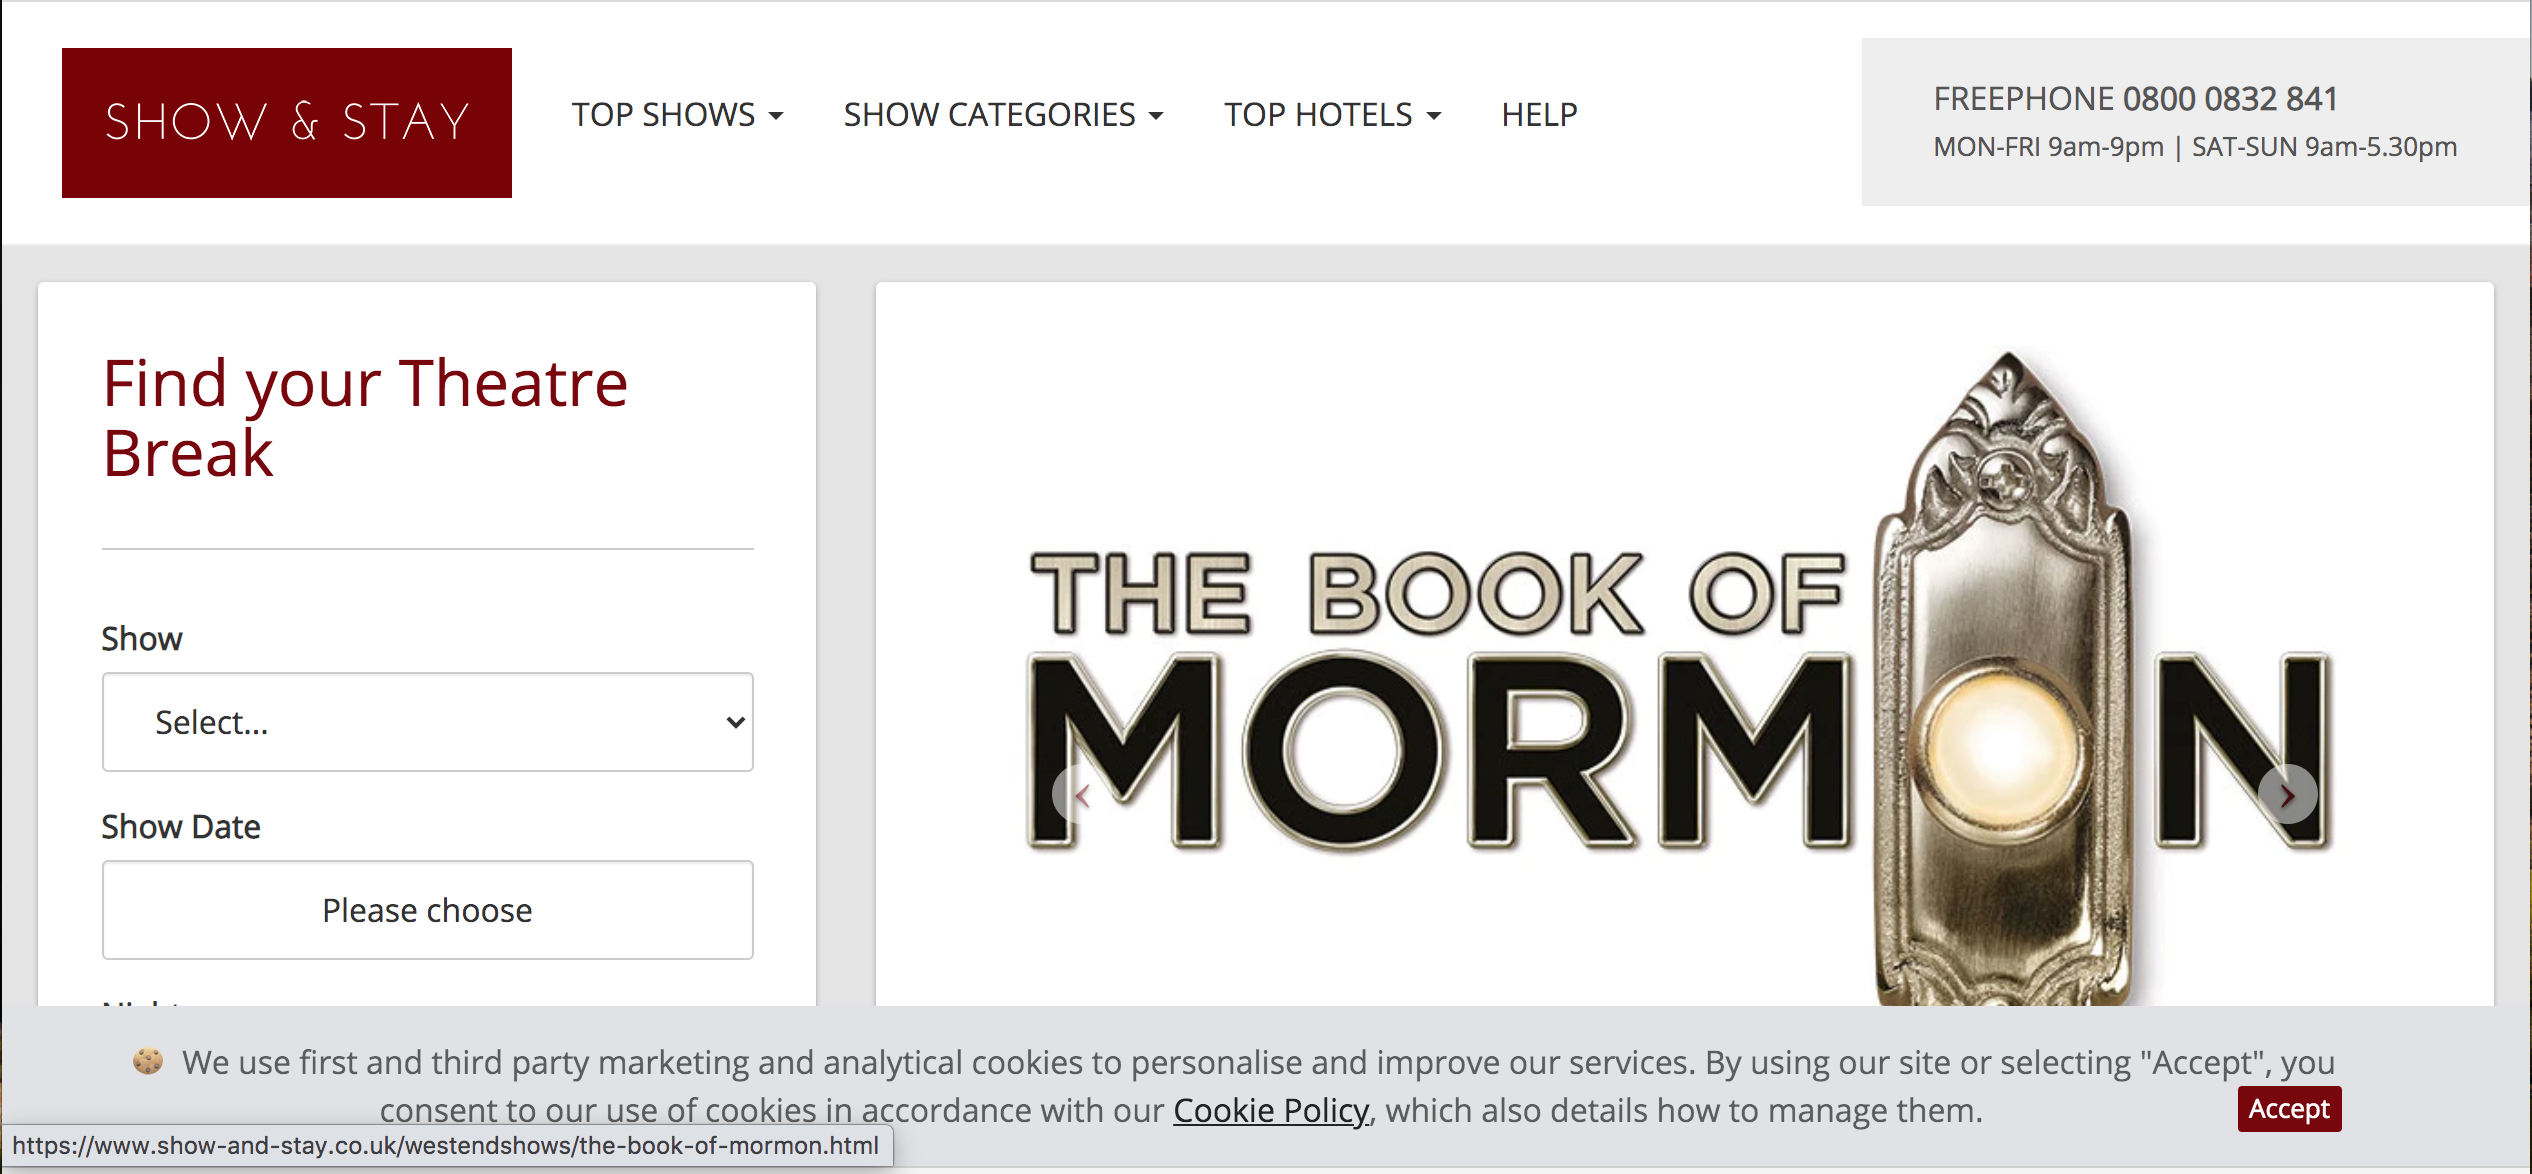 SHOW & STAY
TOP SHOWS
SHOW CATEGORIES
TOP HOTELS
HELP
FREEPHONE 0800 0832 841
MON-FRI 9am-9pm | SAT-SUN 9am-5.30pm
Find your Theatre
Break
Show
Select...
Show Date
Please choose
THE BOOK OF
MORMON
We use first and third party marketing and analytical cookies to personalise and improve our services. By using our site or selecting "Accept", you
consent to our use of cookies in accordance with our Cookie Policy, which also details how to manage them.
Accept
https://www.show-and-stay.co.uk/westendshows/the-book-of-mormon.html